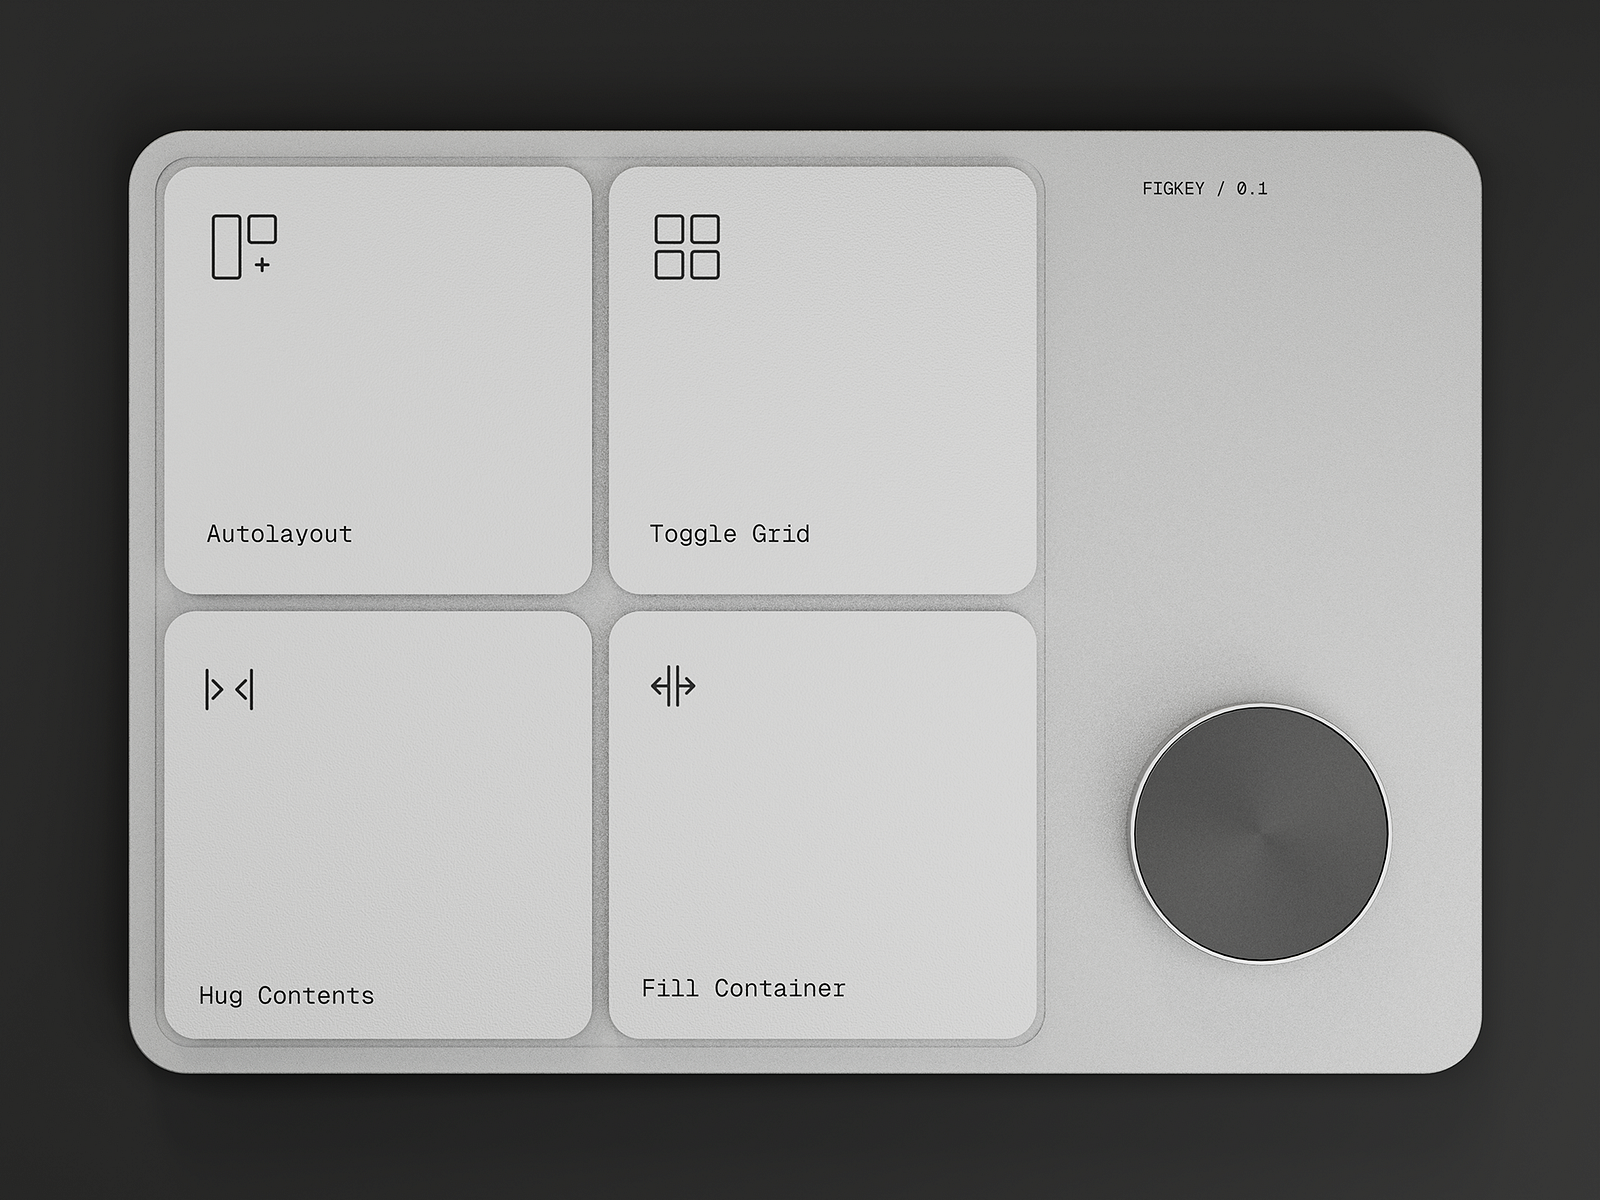 FIGKEY / 0.1
Autolayout
Toggle Grid
Hug Contents
Fill Container